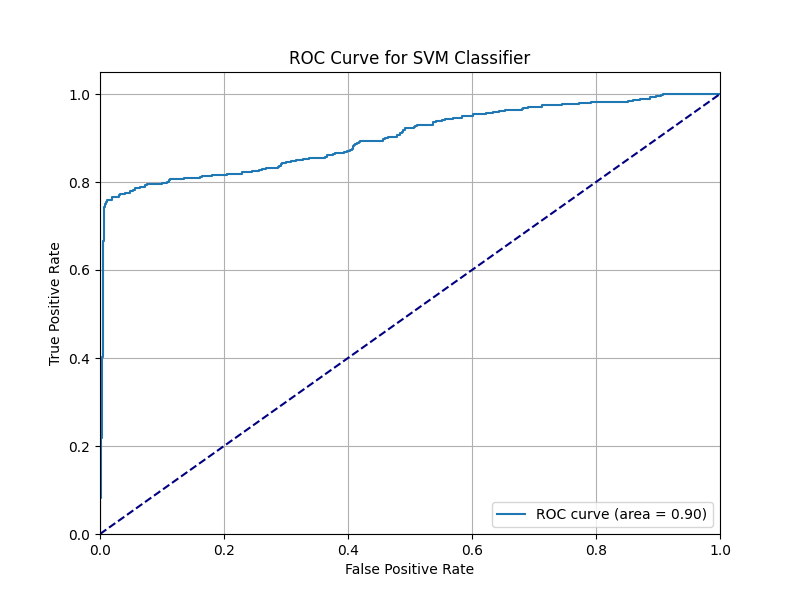 ROC Curve for SVM Classifier
True Positive Rate
1.0
0.8
0.6
0.4
0.2
0.0
ROC curve (area = 0.90)
0.0 0.2 0.4 0.6 0.8 1.0
False Positive Rate